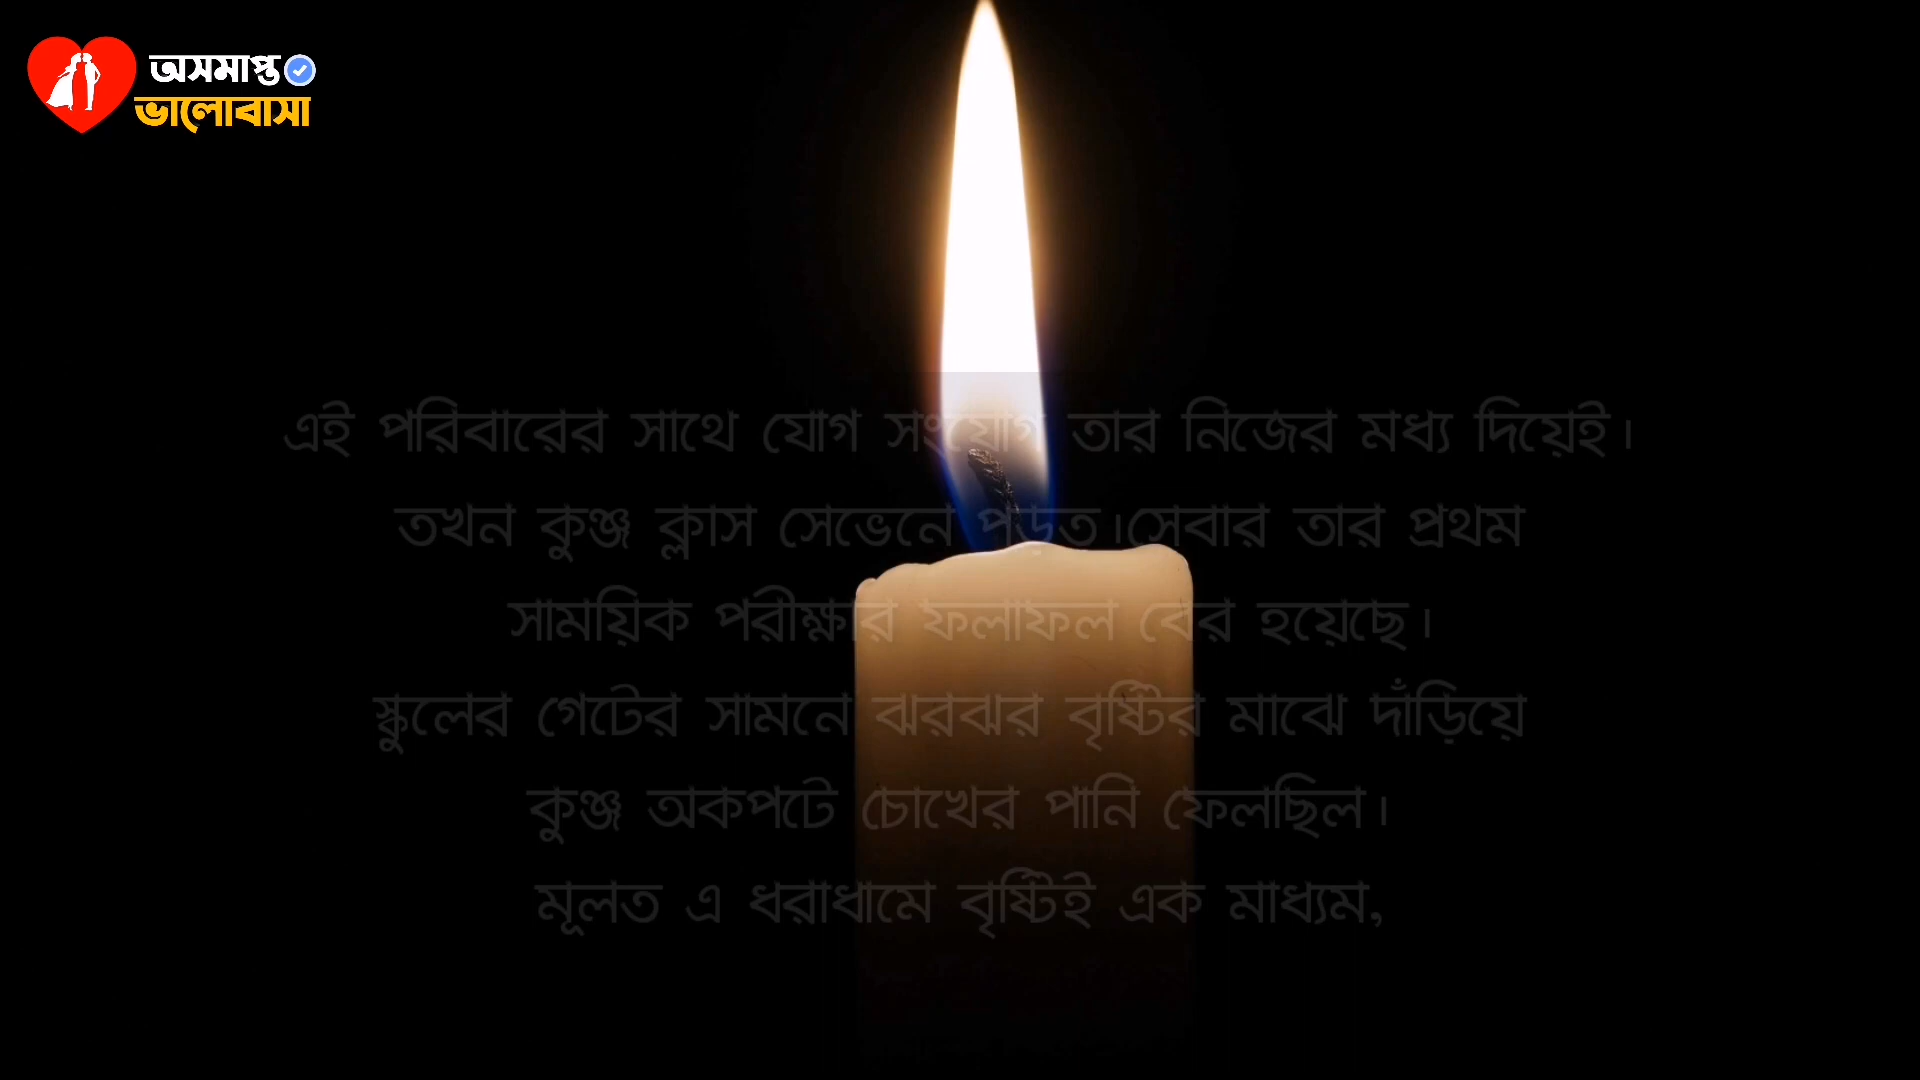 অসমাপ্ত
ভালোবাসা
এই পরিবারের সাথে যোগ সংযোগ তার নিজের মধ্য দিয়েই।
তখন কুঞ্জ ক্লাস সেভেনে পড়ত।সেবার তার প্রথম
সাময়িক পরীক্ষার ফলাফল বের হয়েছে।
স্কুলের গেটের সামনে ঝরঝর বৃষ্টির মাঝে দাঁড়িয়ে
কুঞ্জ অকপটে চোখের পানি ফেলছিল।
মূলত এ ধরাধামে বৃষ্টিই এক মাধ্যম,